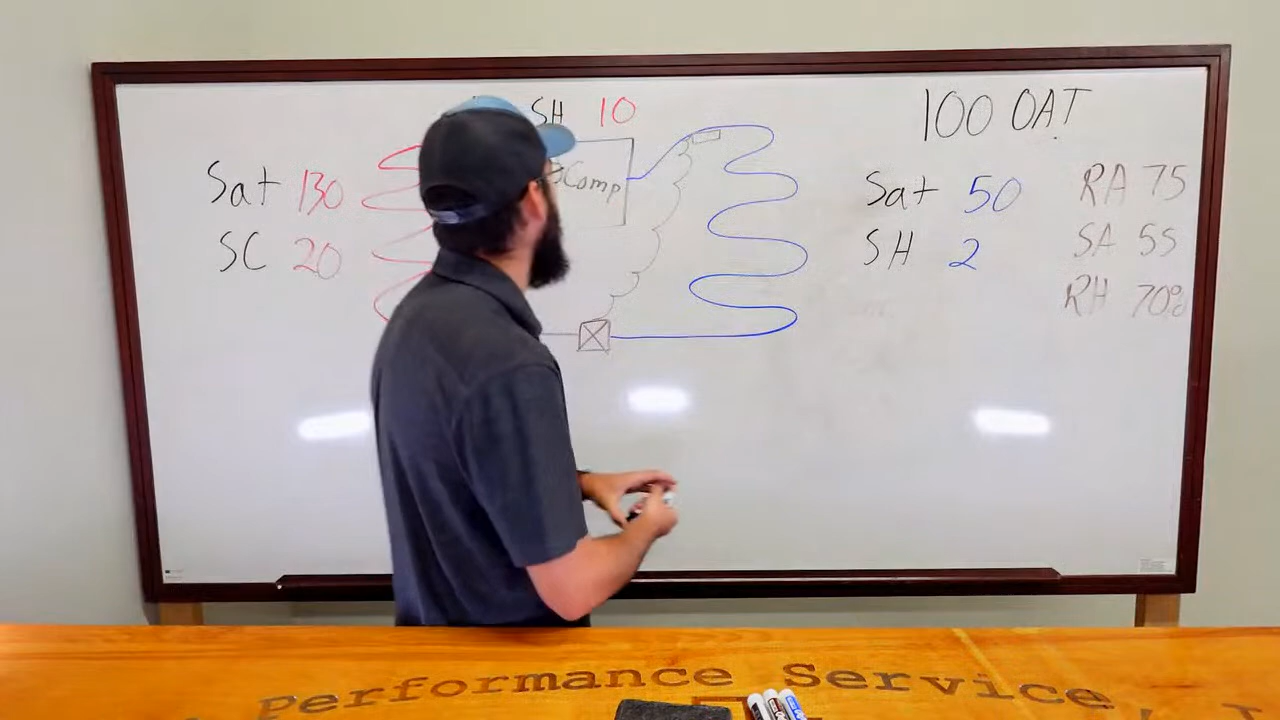 SH 10
100 OAT
Sat 130
Comp
Sat 50
RA 75
SC 20
SH 2
SA 55
RH 70%
Performance Service, I